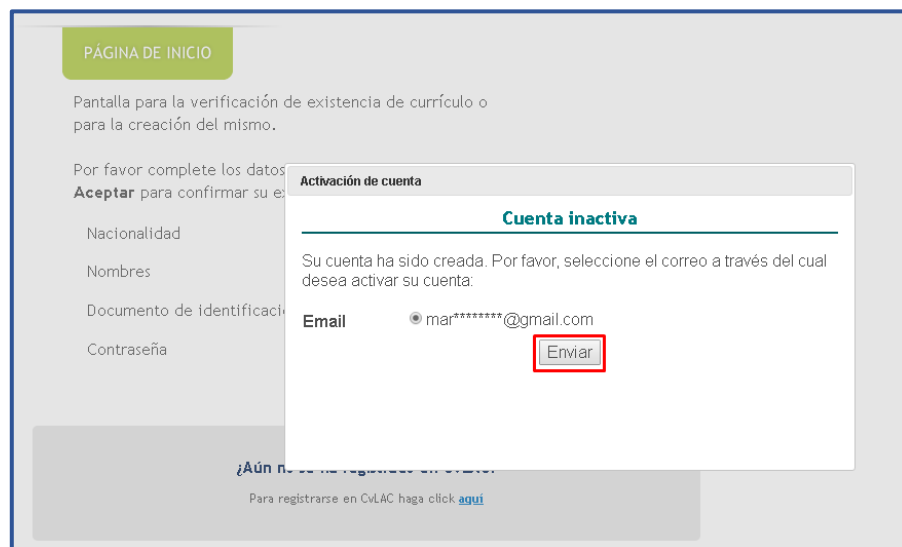 PÁGINA DE INICIO
Pantalla para la verificación de existencia de currículo o
para la creación del mismo.
Por favor complete los datos
Aceptar para confirmar su
Nacionalidad
Nombres
Documento de
Contraseña
Activación de cuenta
Cuenta inactiva
Su cuenta ha sido creada. Por favor, seleccione el correo a través del cual
desea activar su cuenta:
Email mar********@gmail.com
Enviar
¿Aún
Para registrarse en CvLAC haga click aquí